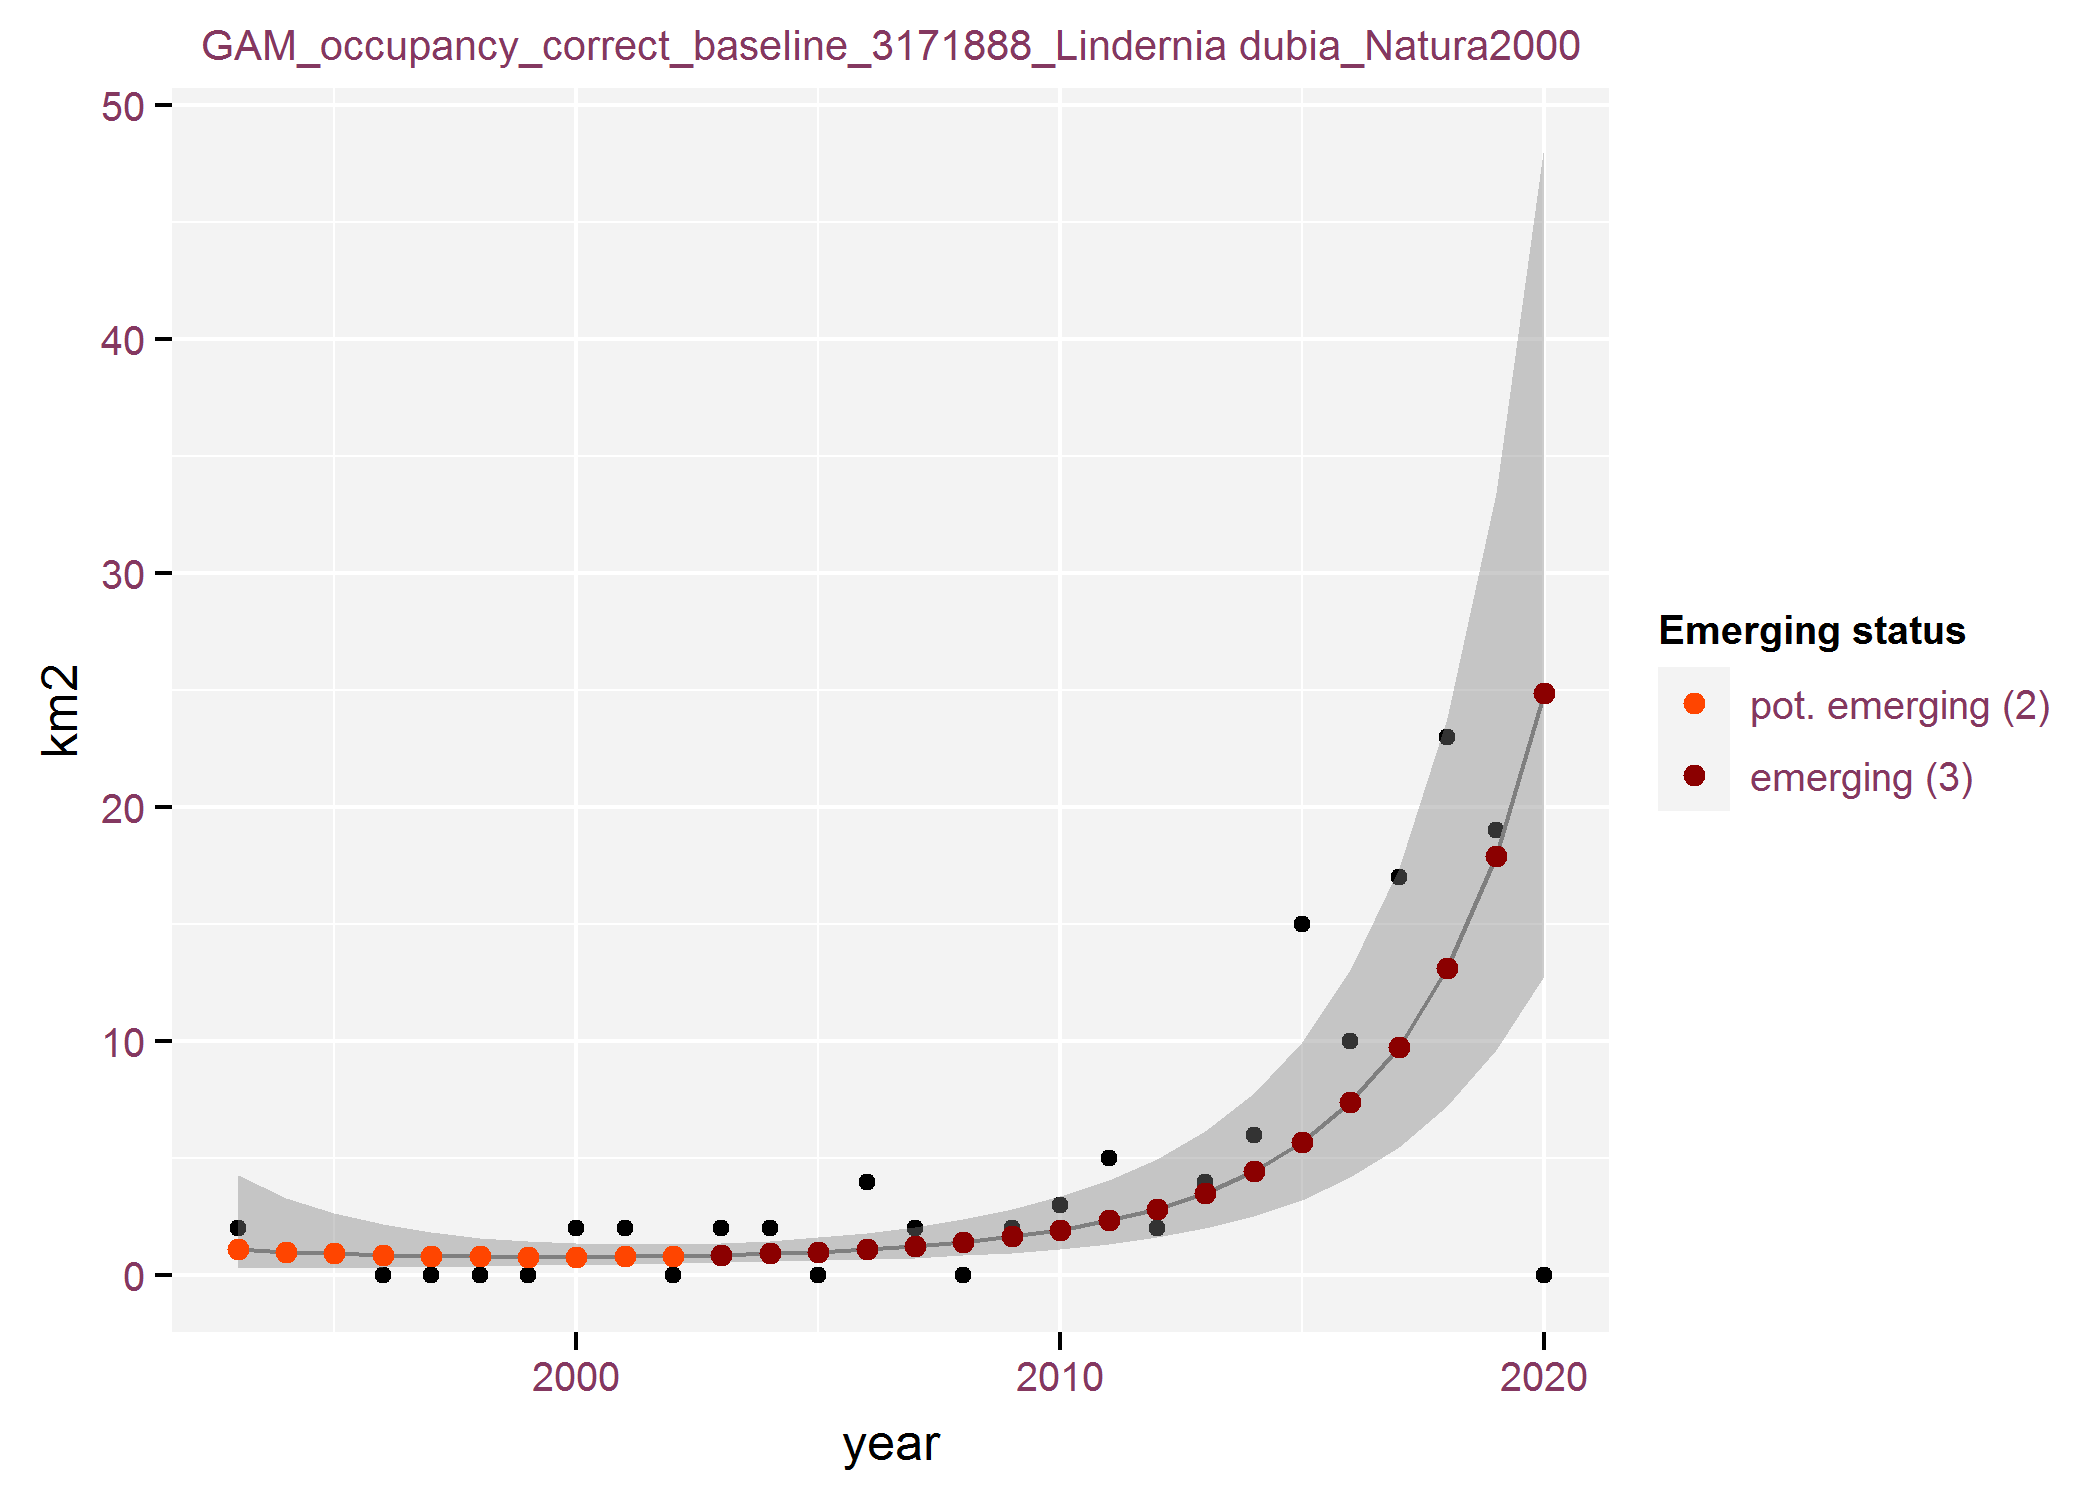 GAM_occupancy_correct_baseline_3171888_Lindernia dubia_Natura2000
50
40
30
20
10
0
km2
2000 2010 2020
year
Emerging status
pot. emerging (2)
emerging (3)